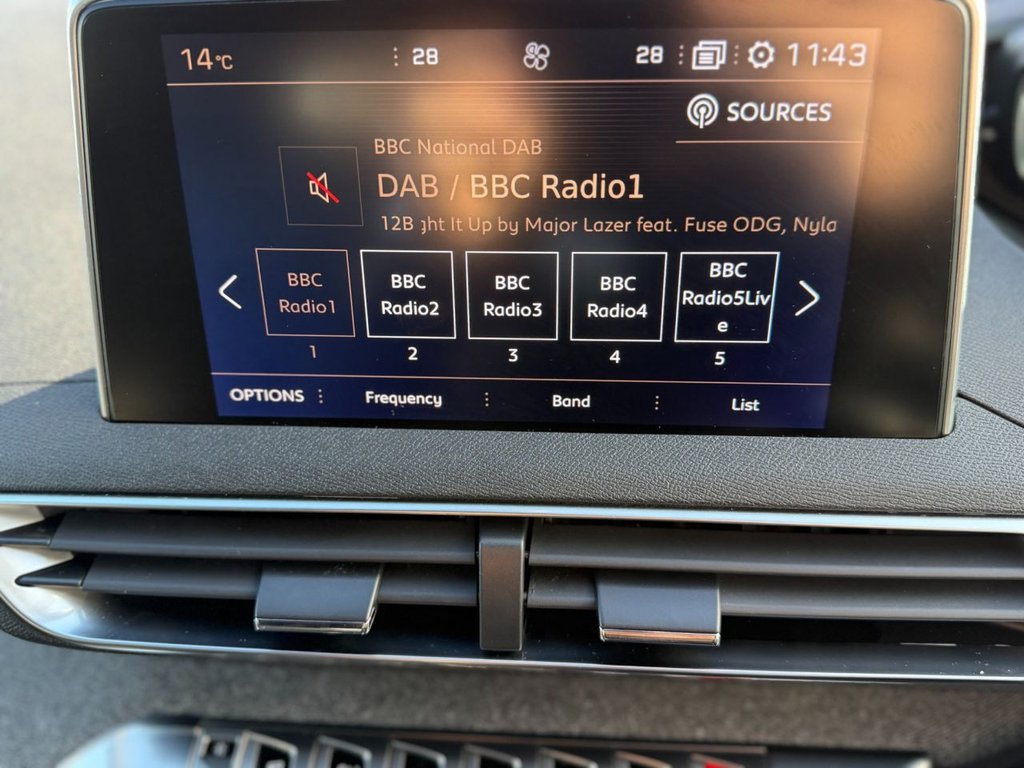 14°C 28 28 11:43
SOURCES
BBC National DAB
DAB / BBC Radio1
12B ght It Up by Major Lazer feat. Fuse ODG, Nyla
BBC
Radio1
BBC
Radio2
BBC
Radio3
BBC
Radio4
BBC
Radio5Liv
e
1 2 3 4 5
OPTIONS Frequency Band List